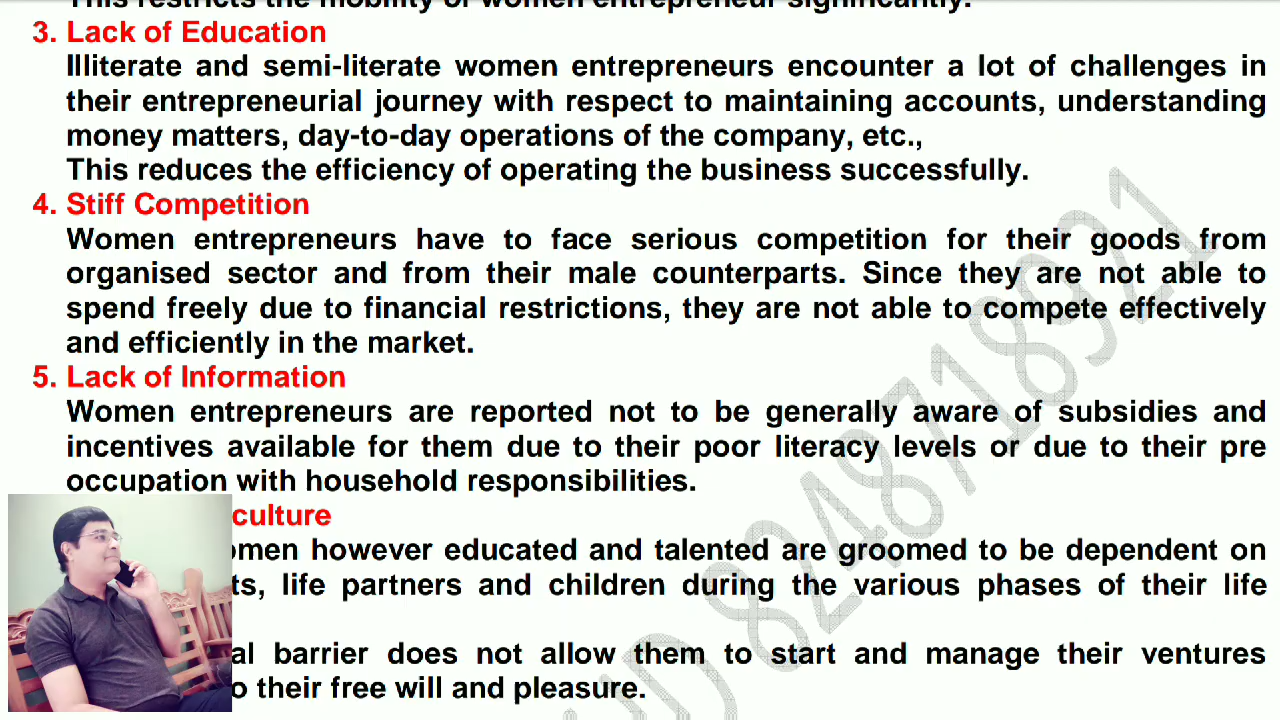 This restricts the mobility of women entrepreneur significantly.
3. Lack of Education
Illiterate and semi-literate women entrepreneurs encounter a lot of challenges in
their entrepreneurial journey with respect to maintaining accounts, understanding
money matters, day-to-day operations of the company, etc.,
This reduces the efficiency of operating the business successfully.
4. Stiff Competition
Women entrepreneurs have to face serious competition for their goods from
organised sector and from their male counterparts. Since they are not able to
spend freely due to financial restrictions, they are not able to compete effectively
and efficiently in the market.
5. Lack of Information
Women entrepreneurs are reported not to be generally aware of subsidies and
incentives available for them due to their poor literacy levels or due to their pre
occupation with household responsibilities.
culture
however educated and talented are groomed to be dependent on
life partners and children during the various phases of their life
barrier does not allow them to start and manage their ventures
their free will and pleasure.
8248718921